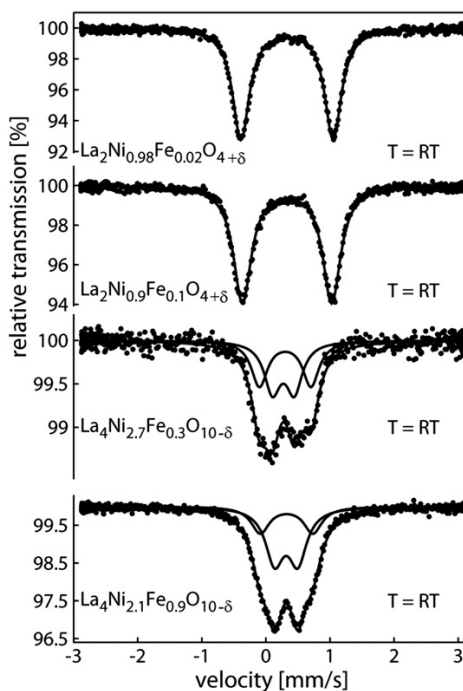 relative transmission [%]
100
98
96
94
92
La₂Ni₀.₉₈Fe₀.₀₂O₄₊δ T = RT
100
98
96
94
La₂Ni₀.₉Fe₀.₁O₄₊δ T = RT
100
99.5
99
La₄Ni₂.₇Fe₀.₃O₁₀₋δ T = RT
99.5
98.5
97.5
96.5
La₄Ni₂.₁Fe₀.₉O₁₀₋δ T = RT
-3 -2 -1 0 1 2 3
velocity [mm/s]